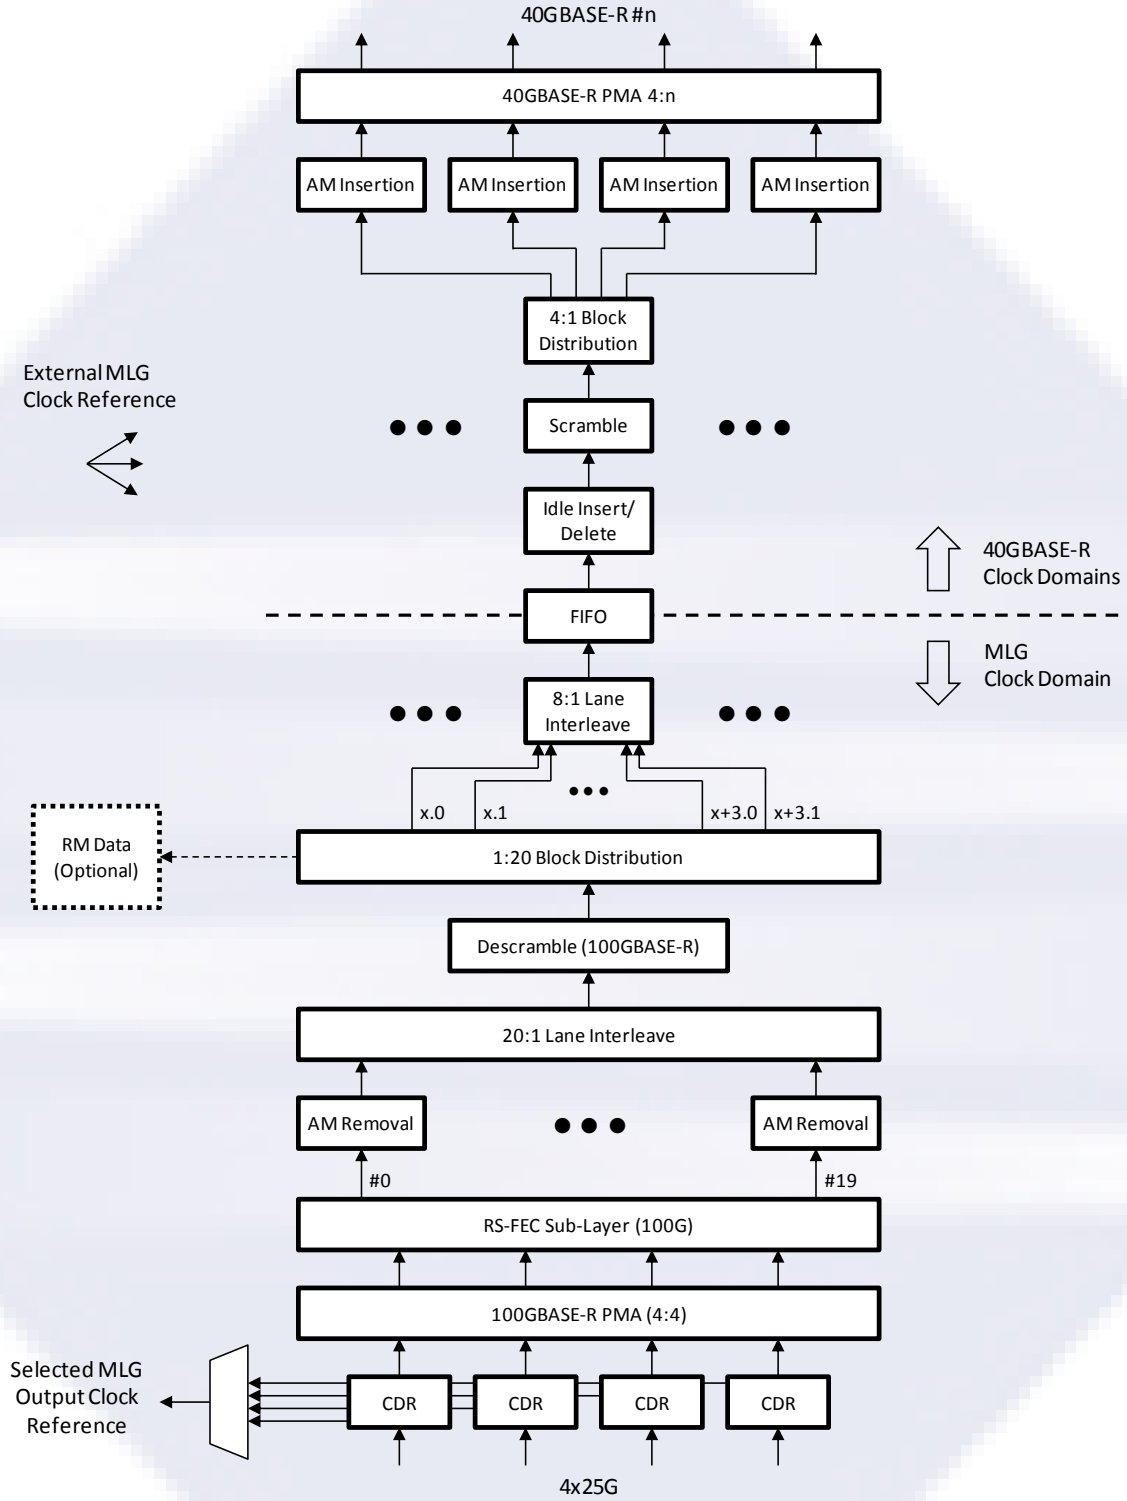 40GBASE-R #n
40GBASE-R PMA 4:n
AM Insertion
AM Insertion
AM Insertion
AM Insertion
4:1 Block
Distribution
External MLG
Clock Reference
Scramble
Idle Insert/
Delete
40GBASE-R
Clock Domains
FIFO
MLG
Clock Domain
8:1 Lane
Interleave
x.0
x.1
x+3.0
x+3.1
RM Data
(Optional)
1:20 Block Distribution
Descramble (100GBASE-R)
20:1 Lane Interleave
AM Removal
AM Removal
#0
#19
RS-FEC Sub-Layer (100G)
100GBASE-R PMA (4:4)
Selected MLG
Output Clock
Reference
CDR
CDR
CDR
CDR
4x25G